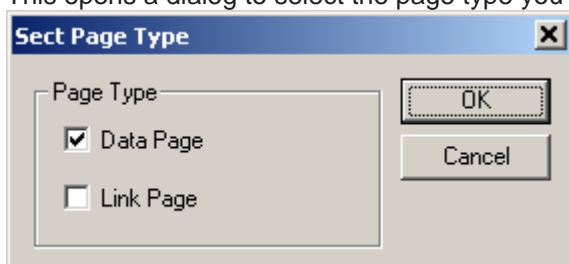 This opens a dialog to select the page type you
Sect Page Type
Page Type
OK
Data Page
Cancel
Link Page